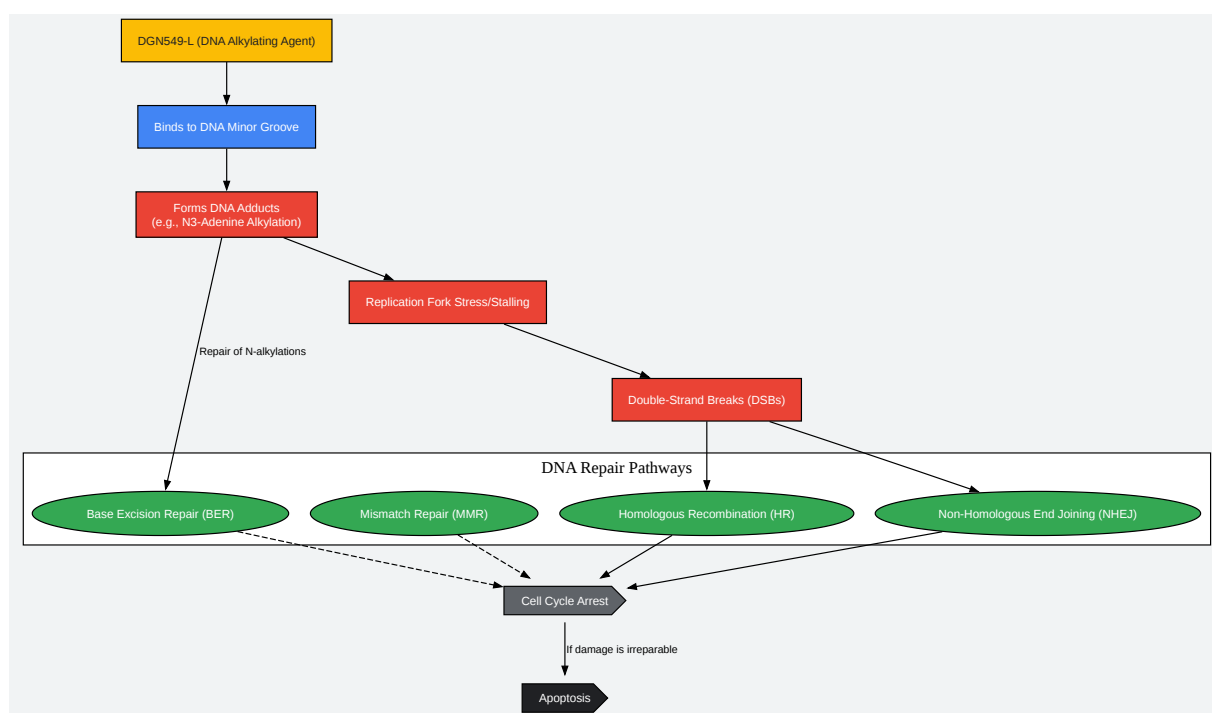 DGN549-L (DNA Alkylating Agent)
Binds to DNA Minor Groove
Forms DNA Adducts
(e.g., N3-Adenine Alkylation)
Replication Fork Stress/Stalling
Repair of N-alkylations
Double-Strand Breaks (DSBs)
DNA Repair Pathways
Base Excision Repair (BER)
Mismatch Repair (MMR)
Homologous Recombination (HR)
Non-Homologous End Joining (NHEJ)
Cell Cycle Arrest
If damage is irreparable
Apoptosis